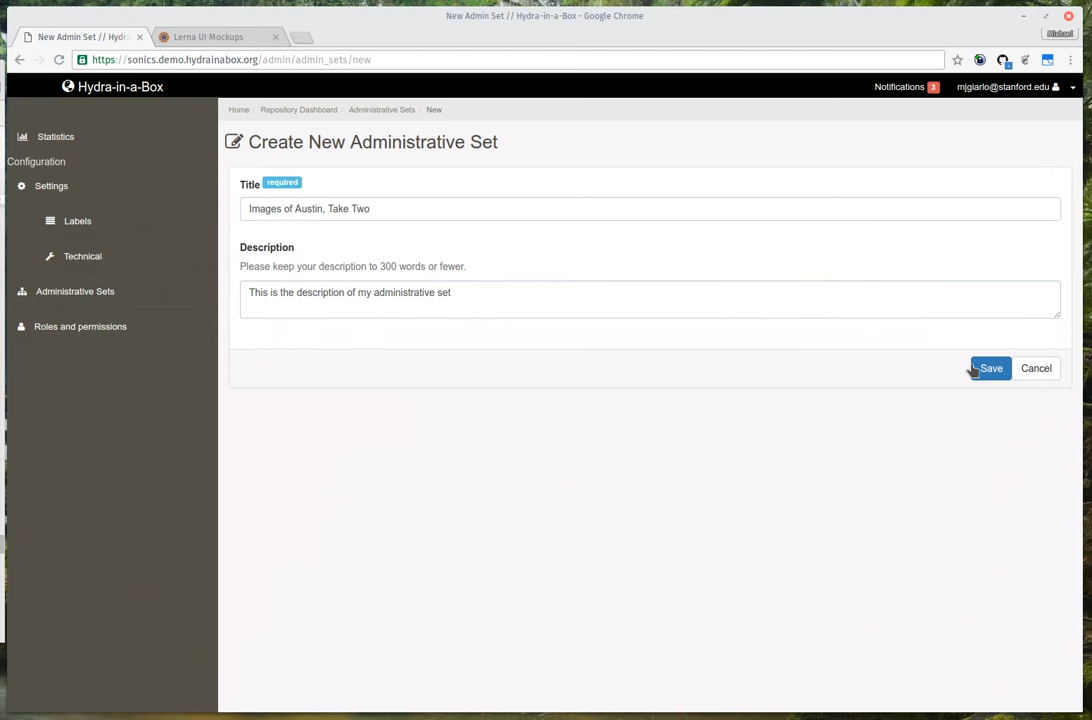 New Admin Set // Hydra-in-a-Box - Google Chrome
New Admin Set // Hydra
Lerna UI Mockups
Michael
https://sonics.demo.hydrainabox.org/admin/admin_sets/new
Hydra-in-a-Box
Notifications 3 mjgiarlo@stanford.edu
Home / Repository Dashboard / Administrative Sets / New
Statistics
Configuration
Settings
Labels
Technical
Administrative Sets
Roles and permissions
Create New Administrative Set
Title required
Images of Austin, Take Two
Description
Please keep your description to 300 words or fewer.
This is the description of my administrative set
Save Cancel